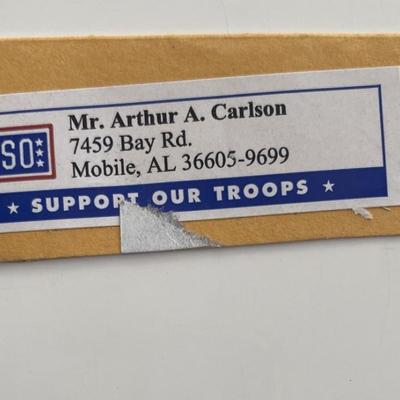 SO
Mr. Arthur A. Carlson
7459 Bay Rd.
Mobile, AL 36605-9699
★ SUPPORT OUR TROOPS ★